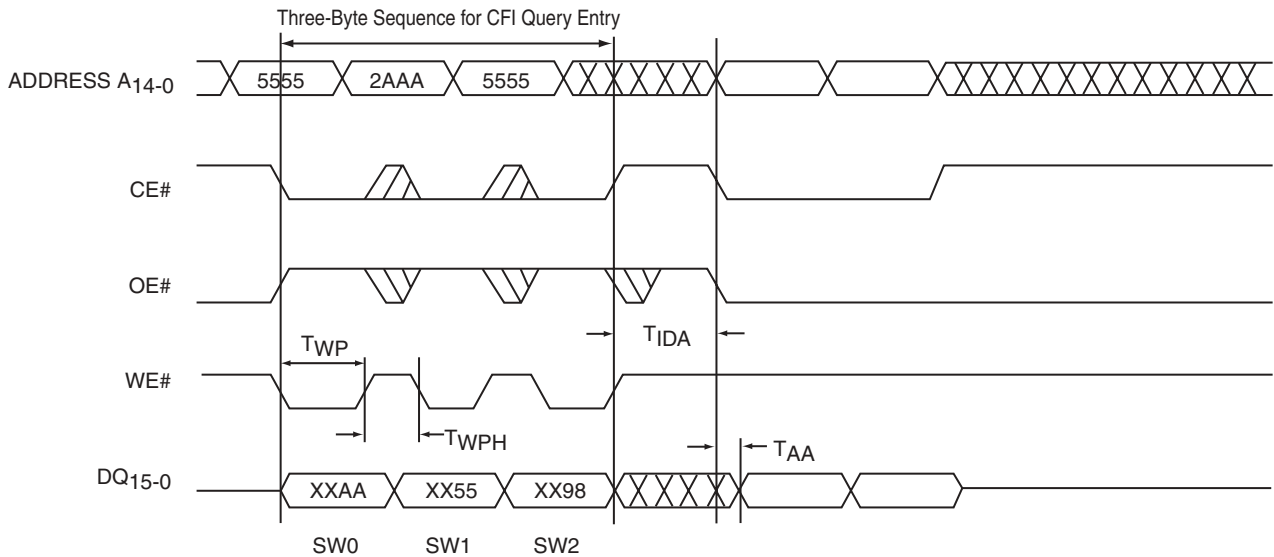 Three-Byte Sequence for CFI Query Entry
ADDRESS A14-0
5555 2AAA 5555
CE#
OE#
TIDA
TWP
WE#
TWPH
TAA
DQ15-0
XXAA XX55 XX98
SW0 SW1 SW2